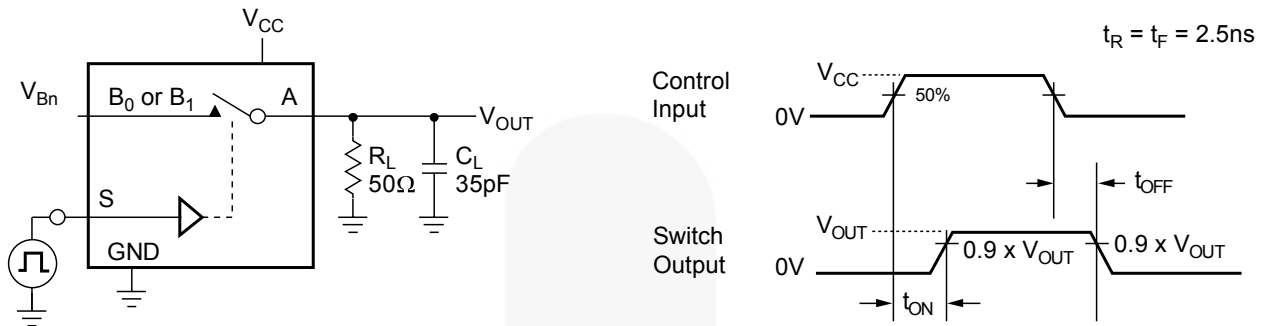 V_CC
V_Bn
B_0 or B_1
A
V_OUT
R_L
50Ω
C_L
35pF
S
GND
t_R = t_F = 2.5ns
Control
Input
V_CC
50%
0V
t_OFF
Switch
Output
V_OUT
0.9 x V_OUT
0.9 x V_OUT
0V
t_ON